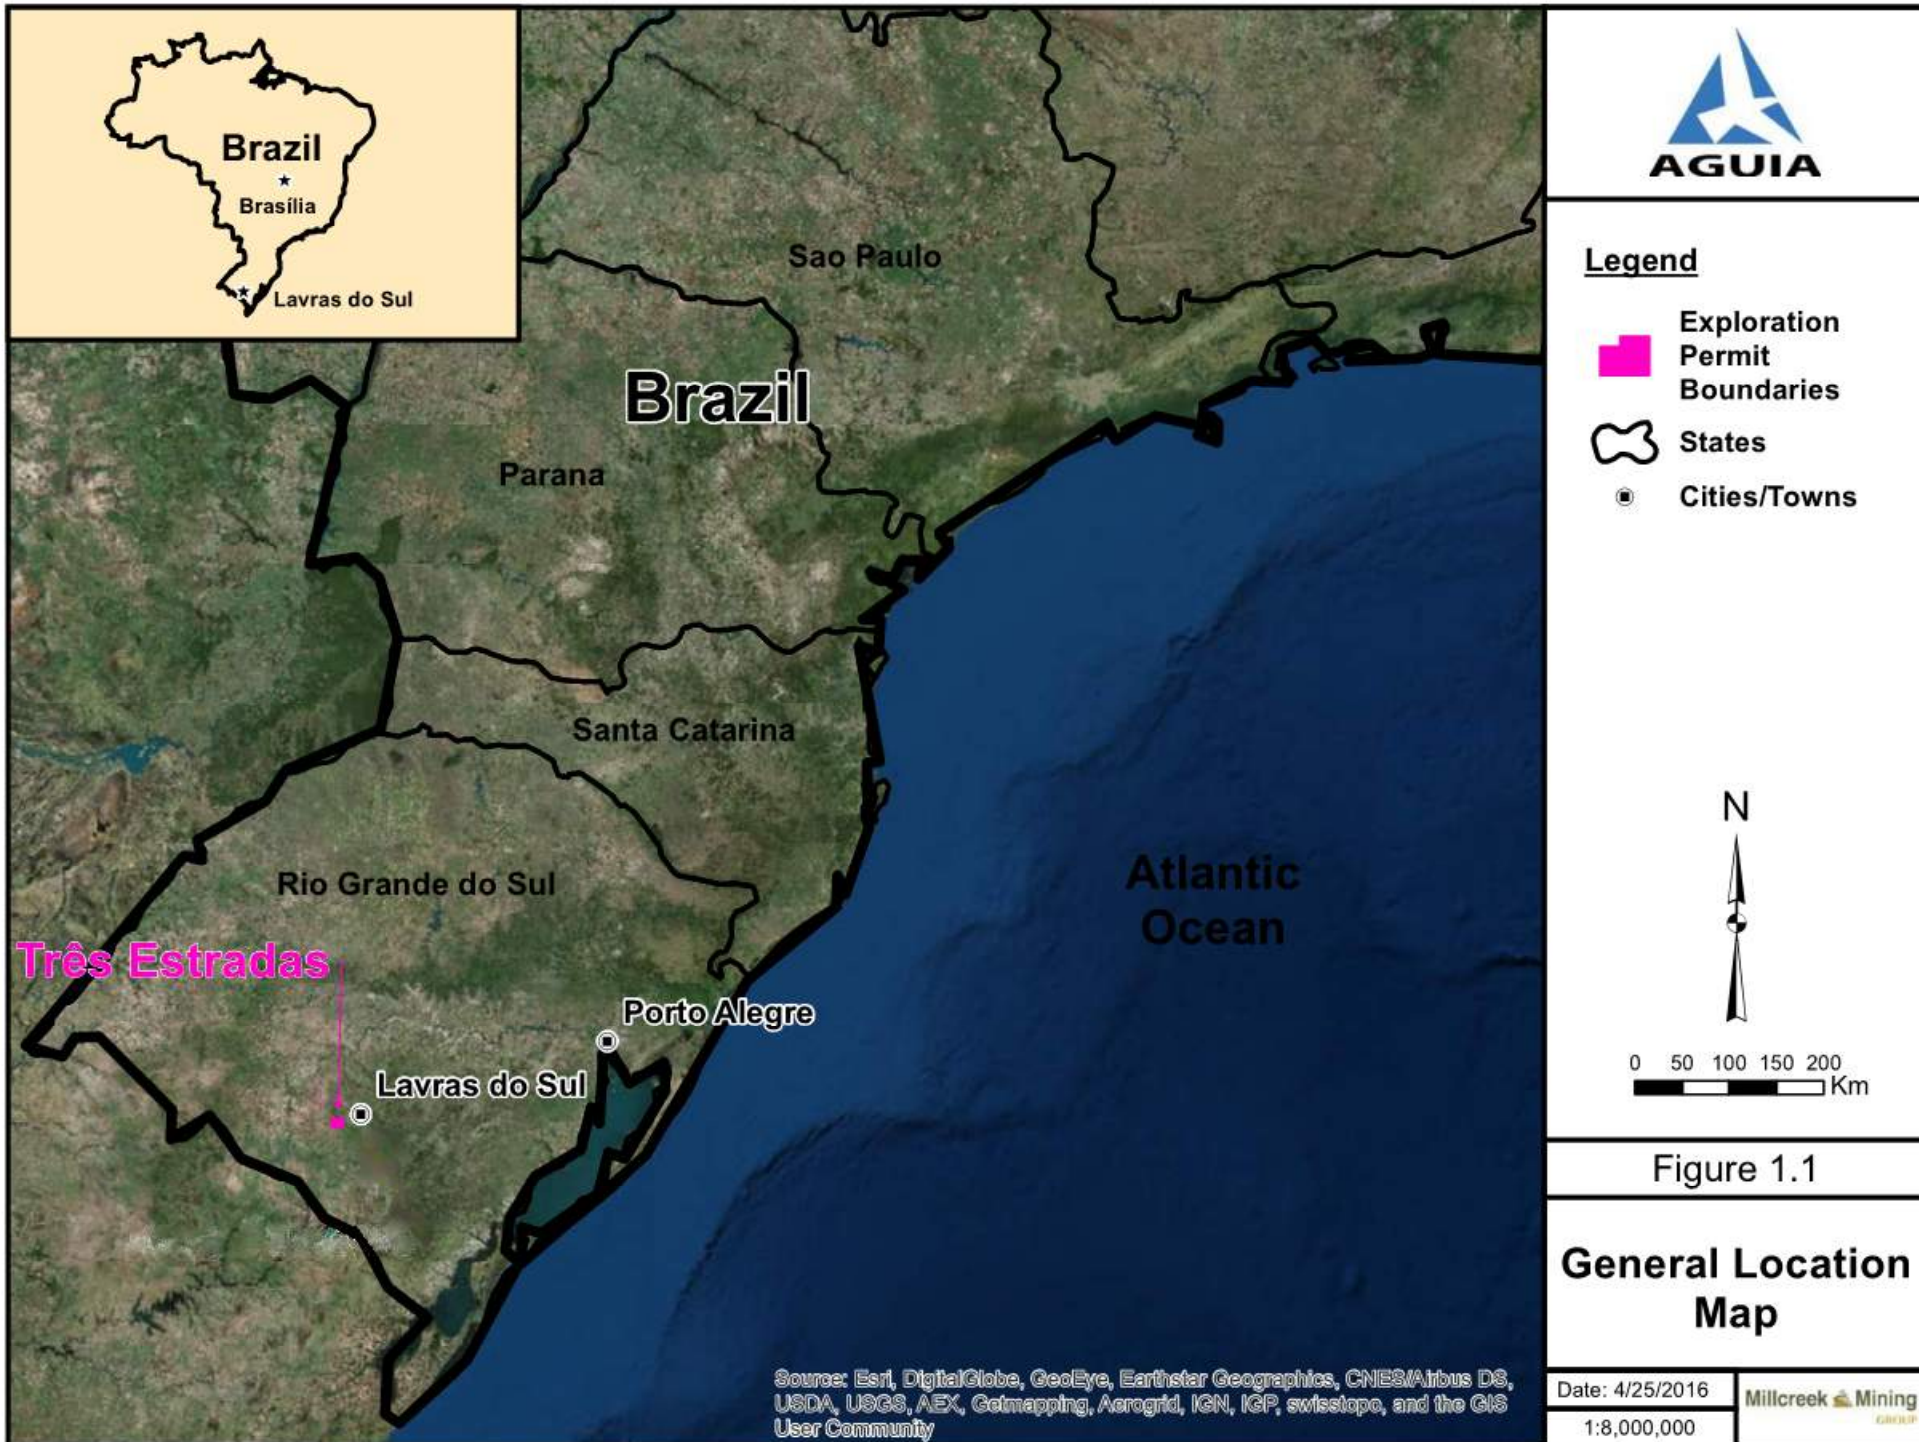 Brazil
Brasília
Lavras do Sul
Sao Paulo
Brazil
Parana
Santa Catarina
Rio Grande do Sul
Três Estradas
Porto Alegre
Lavras do Sul
Atlantic
Ocean
Source: Esri, DigitalGlobe, GeoEye, Earthstar Geographics, CNES/Airbus DS,
USDA, USGS, AEX, Getmapping, Aerogrid, IGN, IGP, swisstopo, and the GIS
User Community
AGUIA
Legend
Exploration
Permit
Boundaries
States
Cities/Towns
N
0 50 100 150 200
Km
Figure 1.1
General Location
Map
Date: 4/25/2016
1:8,000,000
Millcreek Mining
GROUP